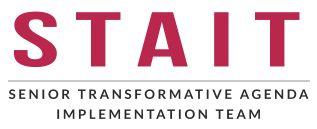 STAIT
SENIOR TRANSFORMATIVE AGENDA
IMPLEMENTATION TEAM